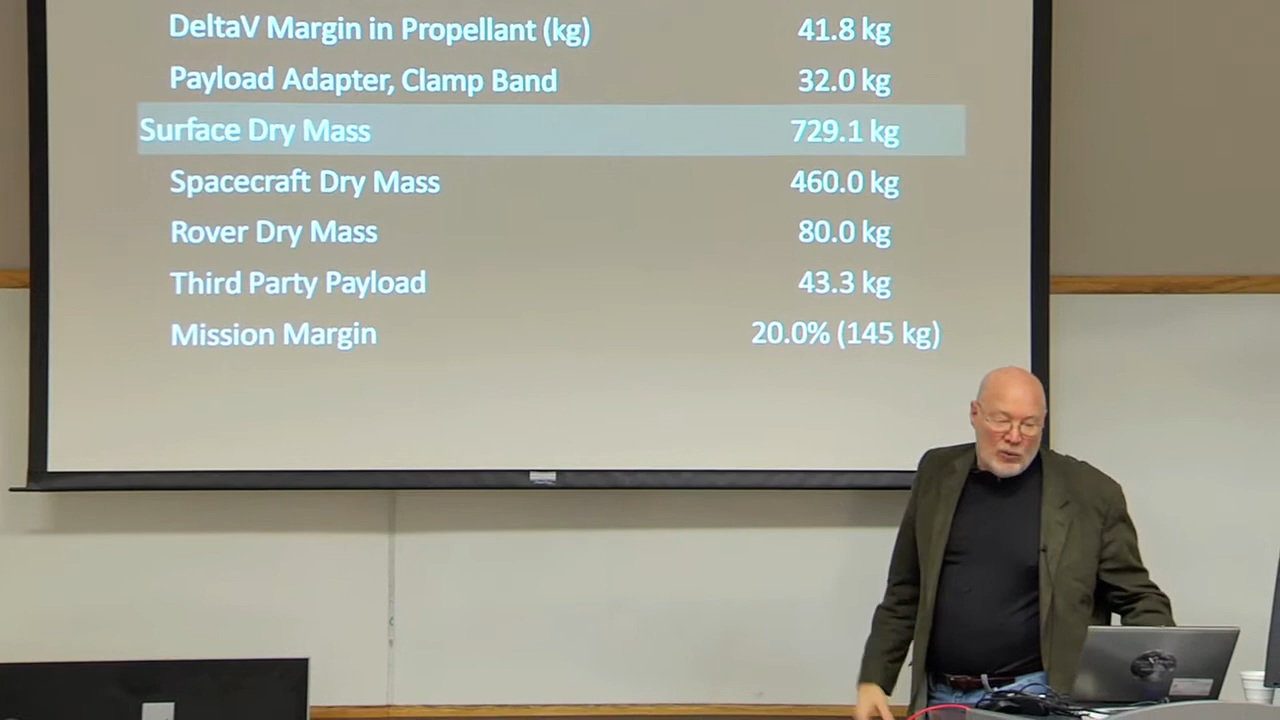 DeltaV Margin in Propellant (kg) 41.8 kg
Payload Adapter, Clamp Band 32.0 kg
Surface Dry Mass 729.1 kg
Spacecraft Dry Mass 460.0 kg
Rover Dry Mass 80.0 kg
Third Party Payload 43.3 kg
Mission Margin 20.0% (145 kg)